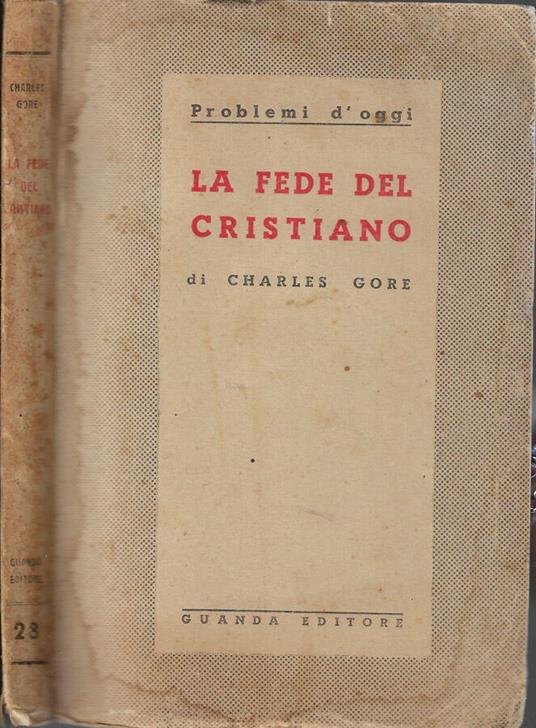 CHARLES
GORE
LA FEDE
DEL
CRISTIANO
GUANDA
EDITORE
28
Problemi d'oggi
LA FEDE DEL
CRISTIANO
di CHARLES GORE
GUANDA EDITORE